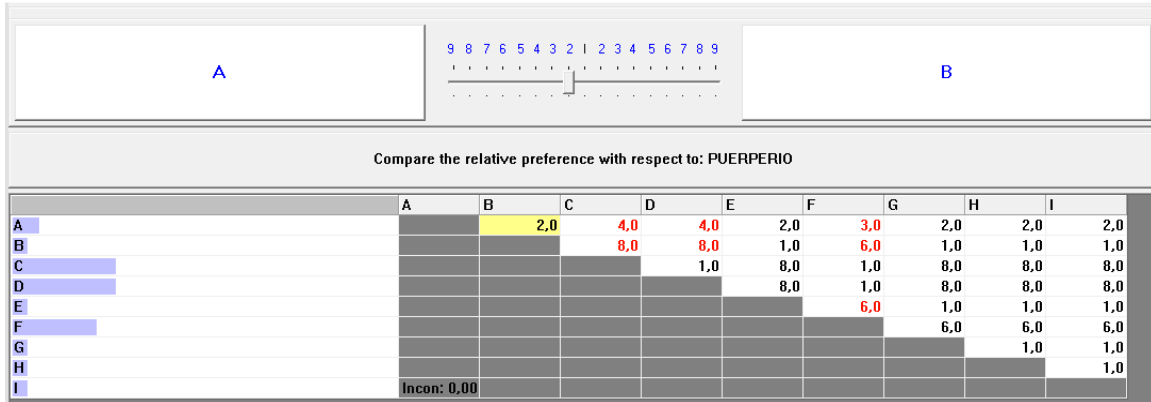 9 8 7 6 5 4 3 2 1 2 3 4 5 6 7 8 9
A B
Compare the relative preference with respect to: PUERPERIO
A B C D E F G H I
A 2,0 4,0 4,0 2,0 3,0 2,0 2,0 2,0
B 8,0 8,0 1,0 6,0 1,0 1,0 1,0
C 1,0 8,0 1,0 8,0 8,0 8,0
D 8,0 1,0 8,0 8,0 8,0
E 6,0 1,0 1,0 1,0
F 6,0 6,0 6,0
G 1,0 1,0
H 1,0
I Incon: 0,00